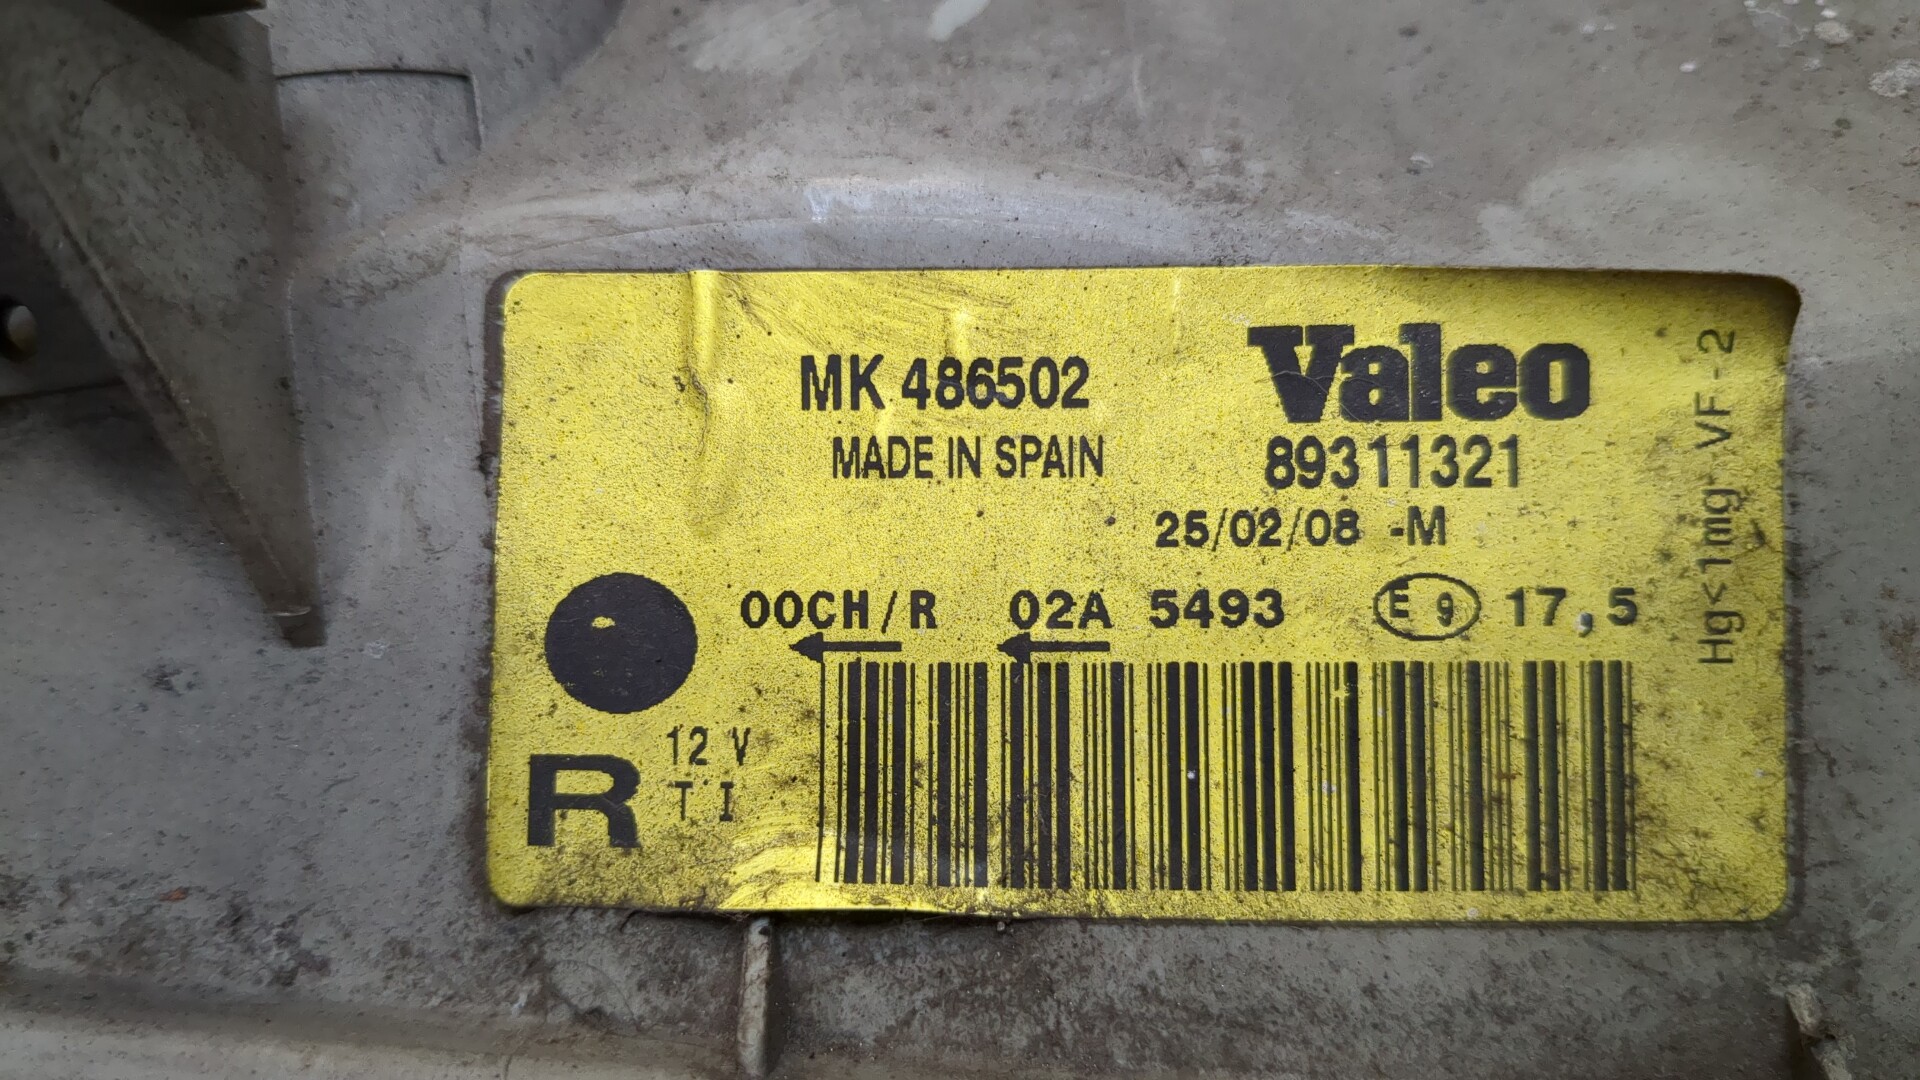 MK 486502
Valeo
MADE IN SPAIN
89311321
25/02/08 -M
00CH/R 02A 5493 E 9 17,5
12 V
R
T I
Hg<1mg VF-2